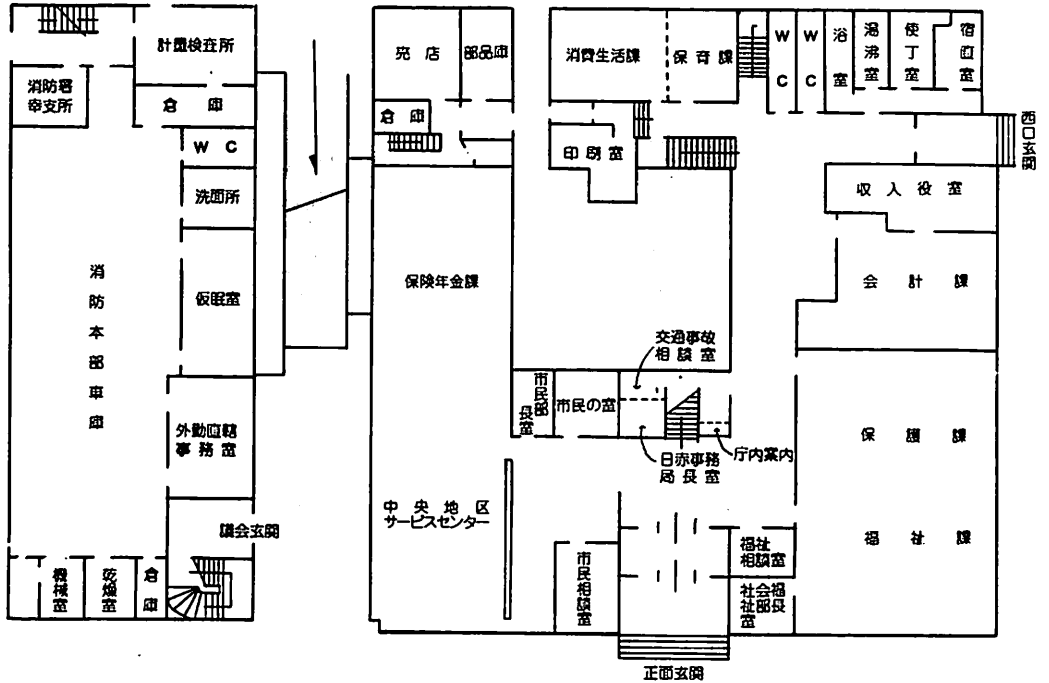 計量検査所
消防署
幸支所
倉庫
WC
洗面所
消防本部車庫
仮眠室
外勤直轄
事務室
議会玄関
機械室
乾燥室
倉庫
売店
部品庫
倉庫
保険年金課
中央地区
サービスセンター
市民相談室
消費生活課
保育課
WC
WC
浴室
湯沸室
使丁室
宿直室
西口玄関
印刷室
収入役室
会計課
交通事故
相談室
市民部
長室
市民の室
日赤事務
局長室
庁内案内
保護課
福祉課
福祉
相談室
社会福
祉部長
室
正面玄関